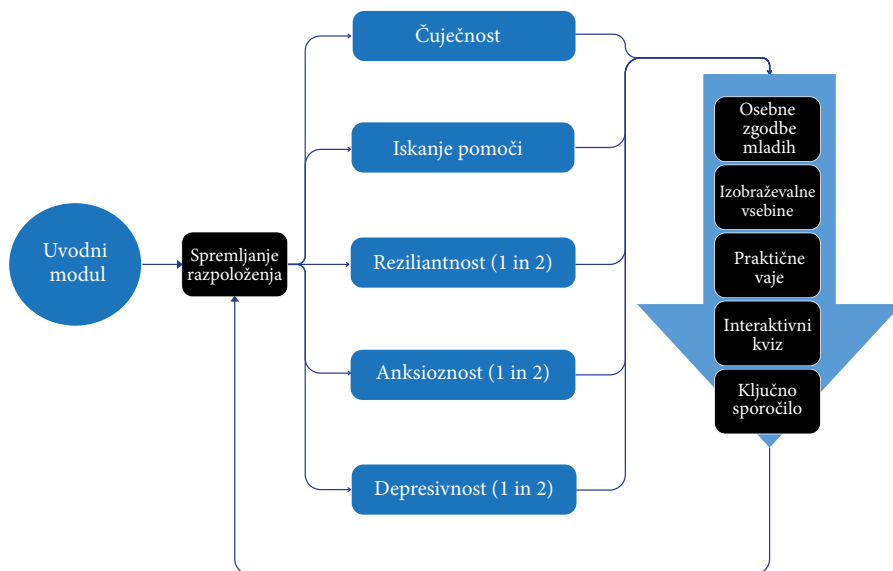 Uvodni
modul
Spremljanje
razpoloženja
Čuječnost
Iskanje pomoči
Reziliantnost (1 in 2)
Anksioznost (1 in 2)
Depresivnost (1 in 2)
Osebne
zgodbe
mladih
Izobraževalne
vsebine
Praktične
vaje
Interaktivni
kviz
Ključno
sporočilo